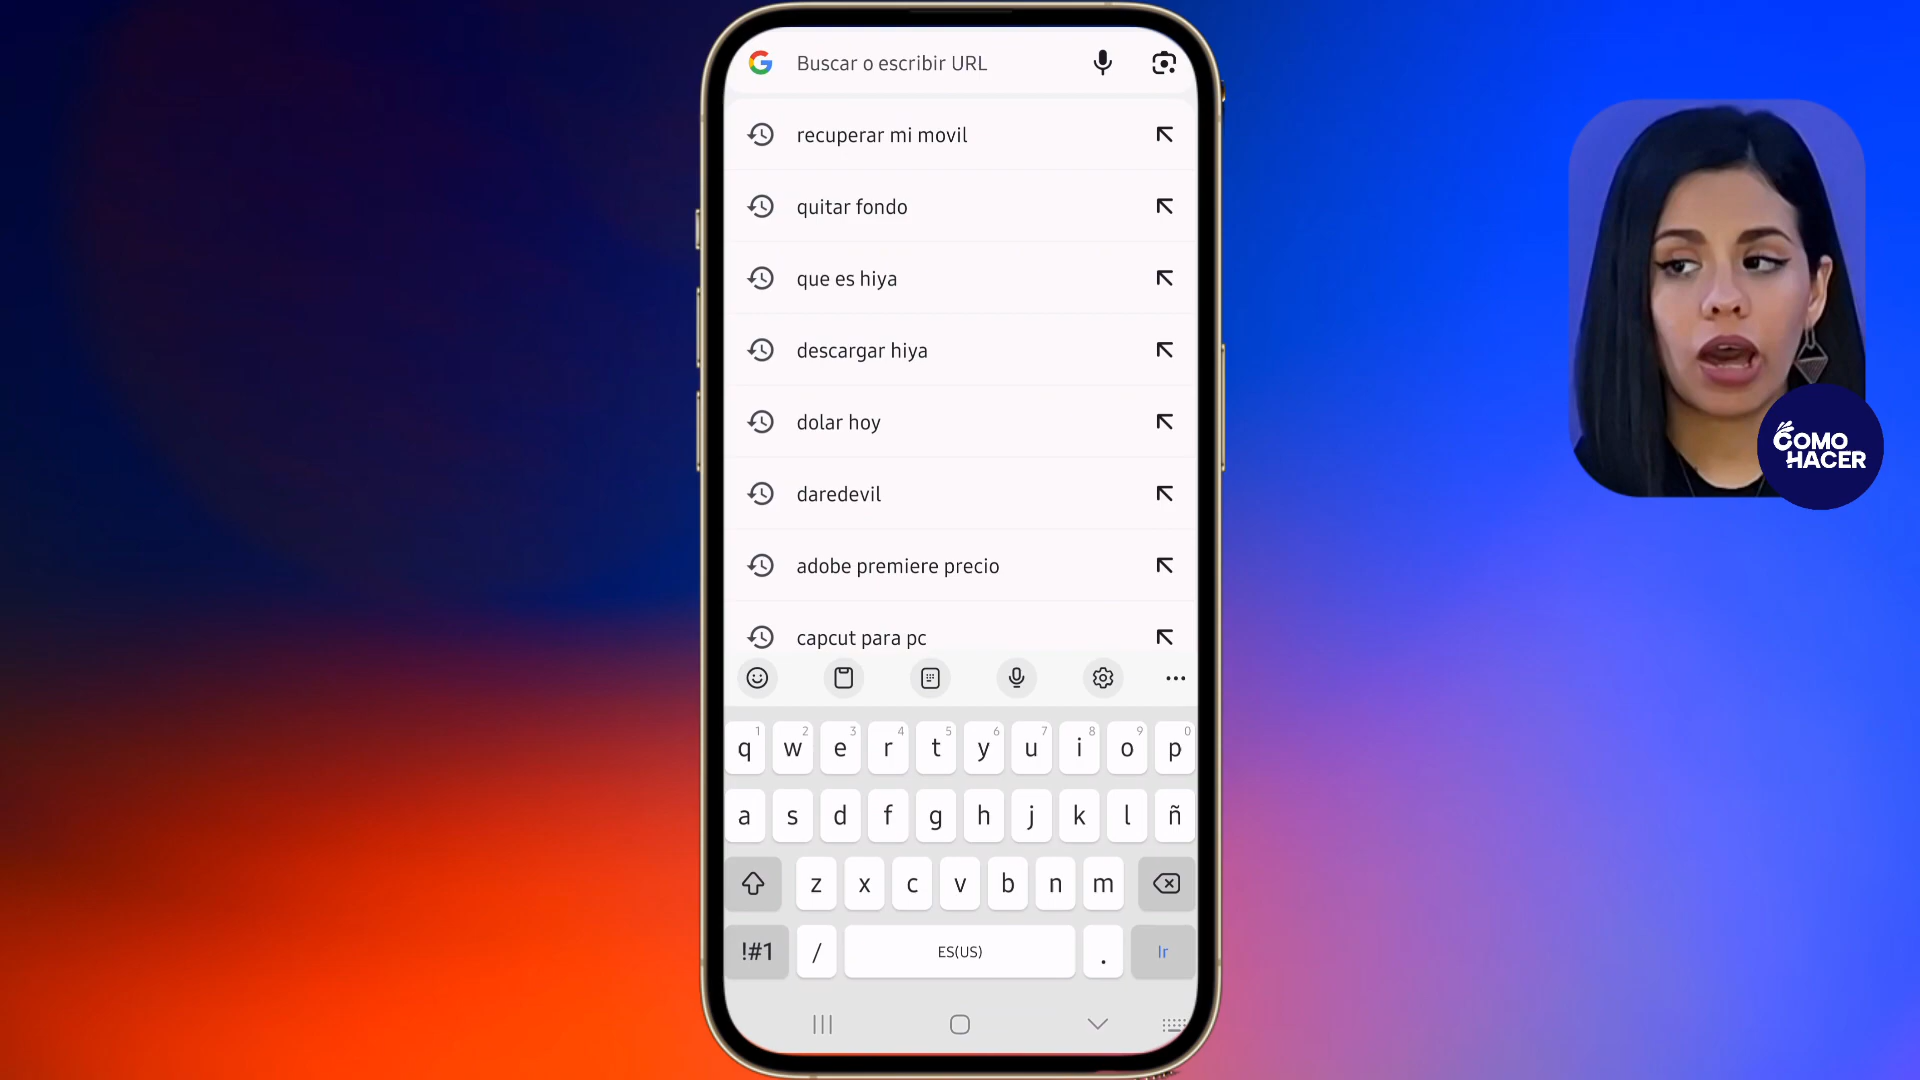 Buscar o escribir URL
recuperar mi movil
quitar fondo
que es hiya
descargar hiya
dolar hoy
daredevil
adobe premiere precio
capcut para pc
1 2 3 4 5 6 7 8 9 0
q w e r t y u i o p
a s d f g h j k l ñ
z x c v b n m
!#1 / ES(US) . Ir
COMO
HACER